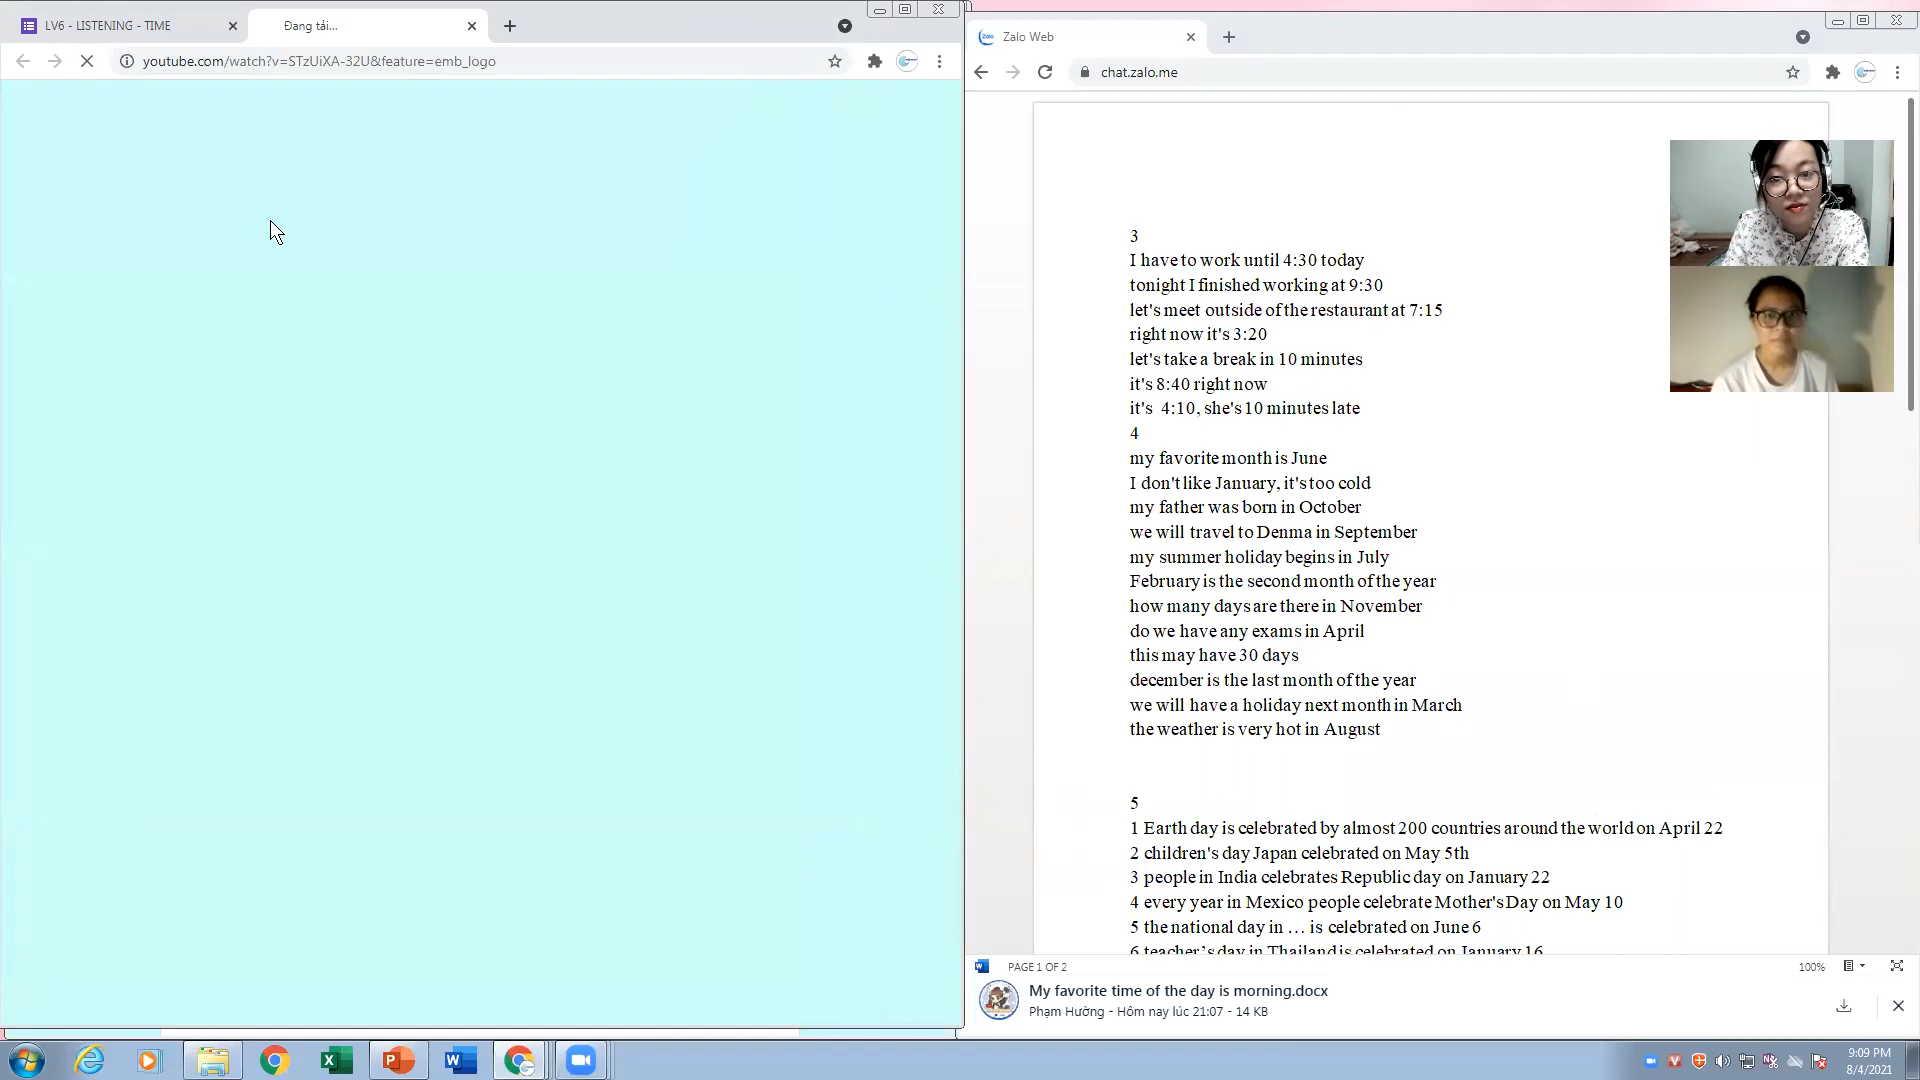 LV6 - LISTENING - TIME
Đang tải...
youtube.com/watch?v=STzUiXA-32U&feature=emb_logo
Zalo Web
chat.zalo.me
3
I have to work until 4:30 today
tonight I finished working at 9:30
let's meet outside of the restaurant at 7:15
right now it's 3:20
let's take a break in 10 minutes
it's 8:40 right now
it's  4:10, she's 10 minutes late
4
my favorite month is June
I don't like January, it's too cold
my father was born in October
we will travel to Denma in September
my summer holiday begins in July
February is the second month of the year
how many days are there in November
do we have any exams in April
this may have 30 days
december is the last month of the year
we will have a holiday next month in March
the weather is very hot in August
5
1 Earth day is celebrated by almost 200 countries around the world on April 22
2 children's day Japan celebrated on May 5th
3 people in India celebrates Republic day on January 22
4 every year in Mexico people celebrate Mother's Day on May 10
5 the national day in … is celebrated on June 6
6 teacher's day in Thailand is celebrated on January 16
PAGE 1 OF 2
100%
My favorite time of the day is morning.docx
Phạm Hường - Hôm nay lúc 21:07 - 14 KB
9:09 PM
8/4/2021